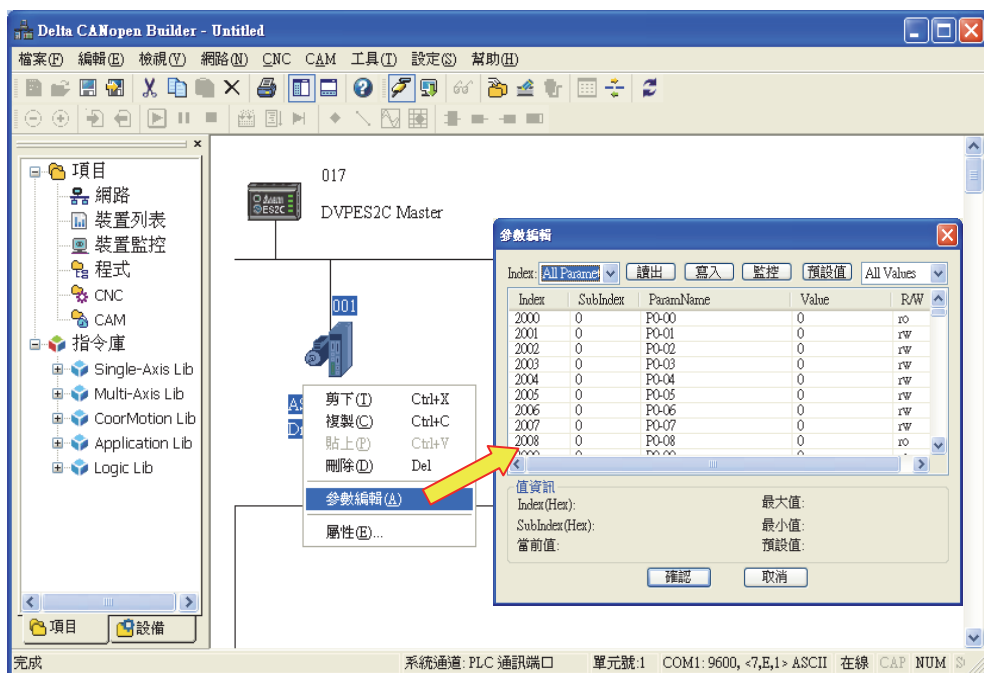 Delta CANopen Builder - Untitled
檔案(F) 編輯(E) 檢視(V) 網路(N) CNC CAM 工具(T) 設定(S) 幫助(H)
項目
網路
裝置列表
裝置監控
程式
CNC
CAM
指令庫
Single-Axis Lib
Multi-Axis Lib
CoorMotion Lib
Application Lib
Logic Lib
項目 設備
017
ES2C
DVPES2C Master
001
剪下(T) Ctrl+X
複製(C) Ctrl+C
貼上(P) Ctrl+V
刪除(D) Del
參數編輯(A)
屬性(E)...
參數編輯
Index: All Paramet 讀出 寫入 監控 預設值 All Values
Index SubIndex ParamName Value R/W
2000 0 P0-00 0 ro
2001 0 P0-01 0 rw
2002 0 P0-02 0 rw
2003 0 P0-03 0 rw
2004 0 P0-04 0 rw
2005 0 P0-05 0 rw
2006 0 P0-06 0 rw
2007 0 P0-07 0 rw
2008 0 P0-08 0 ro
值資訊
Index(Hex): 最大值:
SubIndex(Hex): 最小值:
當前值: 預設值:
確認 取消
完成 系統通道: PLC 通訊端口 單元號:1 COM1: 9600, <7,E,1> ASCII 在線 CAP NUM